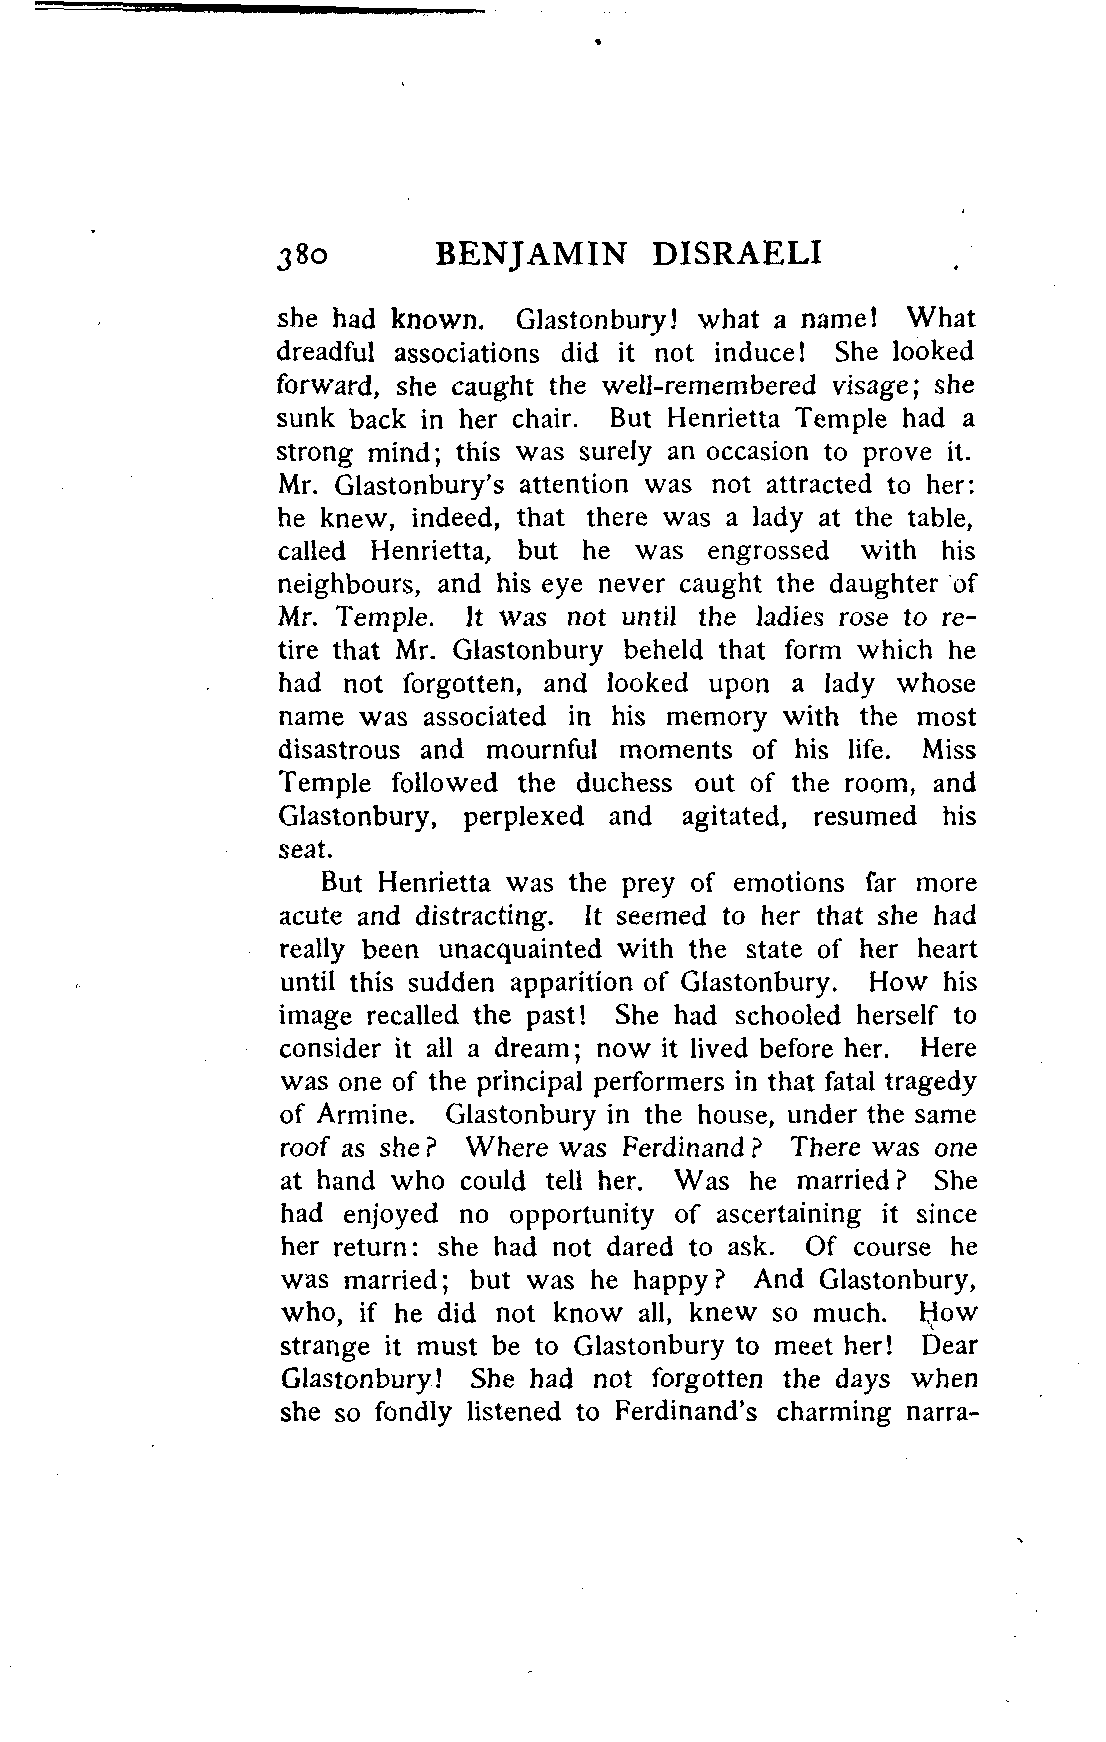 380 BENJAMIN DISRAELI
she had known. Glastonbury! what a name! What
dreadful associations did it not induce! She looked
forward, she caught the well-remembered visage; she
sunk back in her chair. But Henrietta Temple had a
strong mind; this was surely an occasion to prove it.
Mr. Glastonbury's attention was not attracted to her:
he knew, indeed, that there was a lady at the table,
called Henrietta, but he was engrossed with his
neighbours, and his eye never caught the daughter of
Mr. Temple. It was not until the ladies rose to re-
tire that Mr. Glastonbury beheld that form which he
had not forgotten, and looked upon a lady whose
name was associated in his memory with the most
disastrous and mournful moments of his life. Miss
Temple followed the duchess out of the room, and
Glastonbury, perplexed and agitated, resumed his
seat.
But Henrietta was the prey of emotions far more
acute and distracting. It seemed to her that she had
really been unacquainted with the state of her heart
until this sudden apparition of Glastonbury. How his
image recalled the past! She had schooled herself to
consider it all a dream; now it lived before her. Here
was one of the principal performers in that fatal tragedy
of Armine. Glastonbury in the house, under the same
roof as she? Where was Ferdinand? There was one
at hand who could tell her. Was he married? She
had enjoyed no opportunity of ascertaining it since
her return: she had not dared to ask. Of course he
was married; but was he happy? And Glastonbury,
who, if he did not know all, knew so much. How
strange it must be to Glastonbury to meet her! Dear
Glastonbury! She had not forgotten the days when
she so fondly listened to Ferdinand's charming narra-